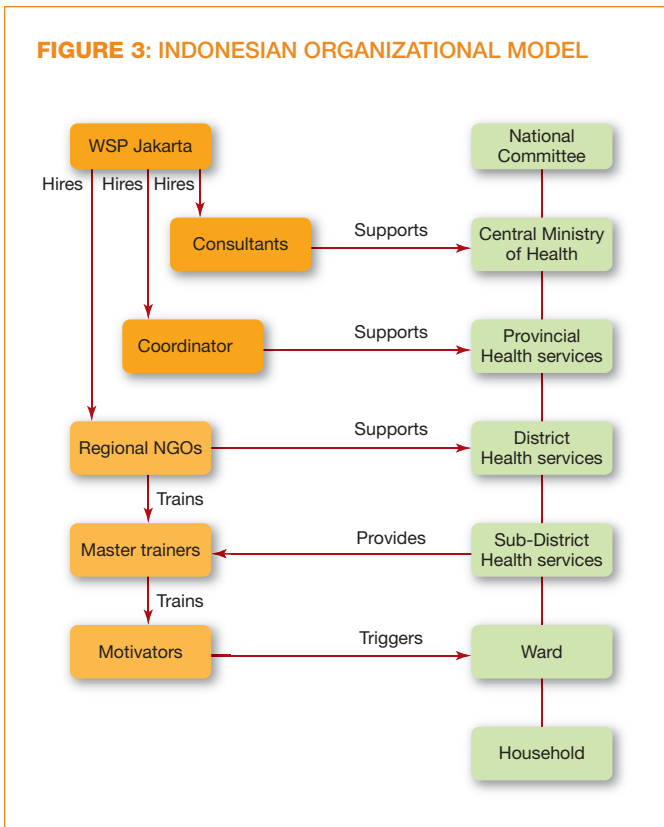 FIGURE 3: INDONESIAN ORGANIZATIONAL MODEL
WSP Jakarta
National
Committee
Hires
Hires
Hires
Consultants
Supports
Central Ministry
of Health
Coordinator
Supports
Provincial
Health services
Regional NGOs
Supports
District
Health services
Trains
Master trainers
Provides
Sub-District
Health services
Trains
Motivators
Triggers
Ward
Household